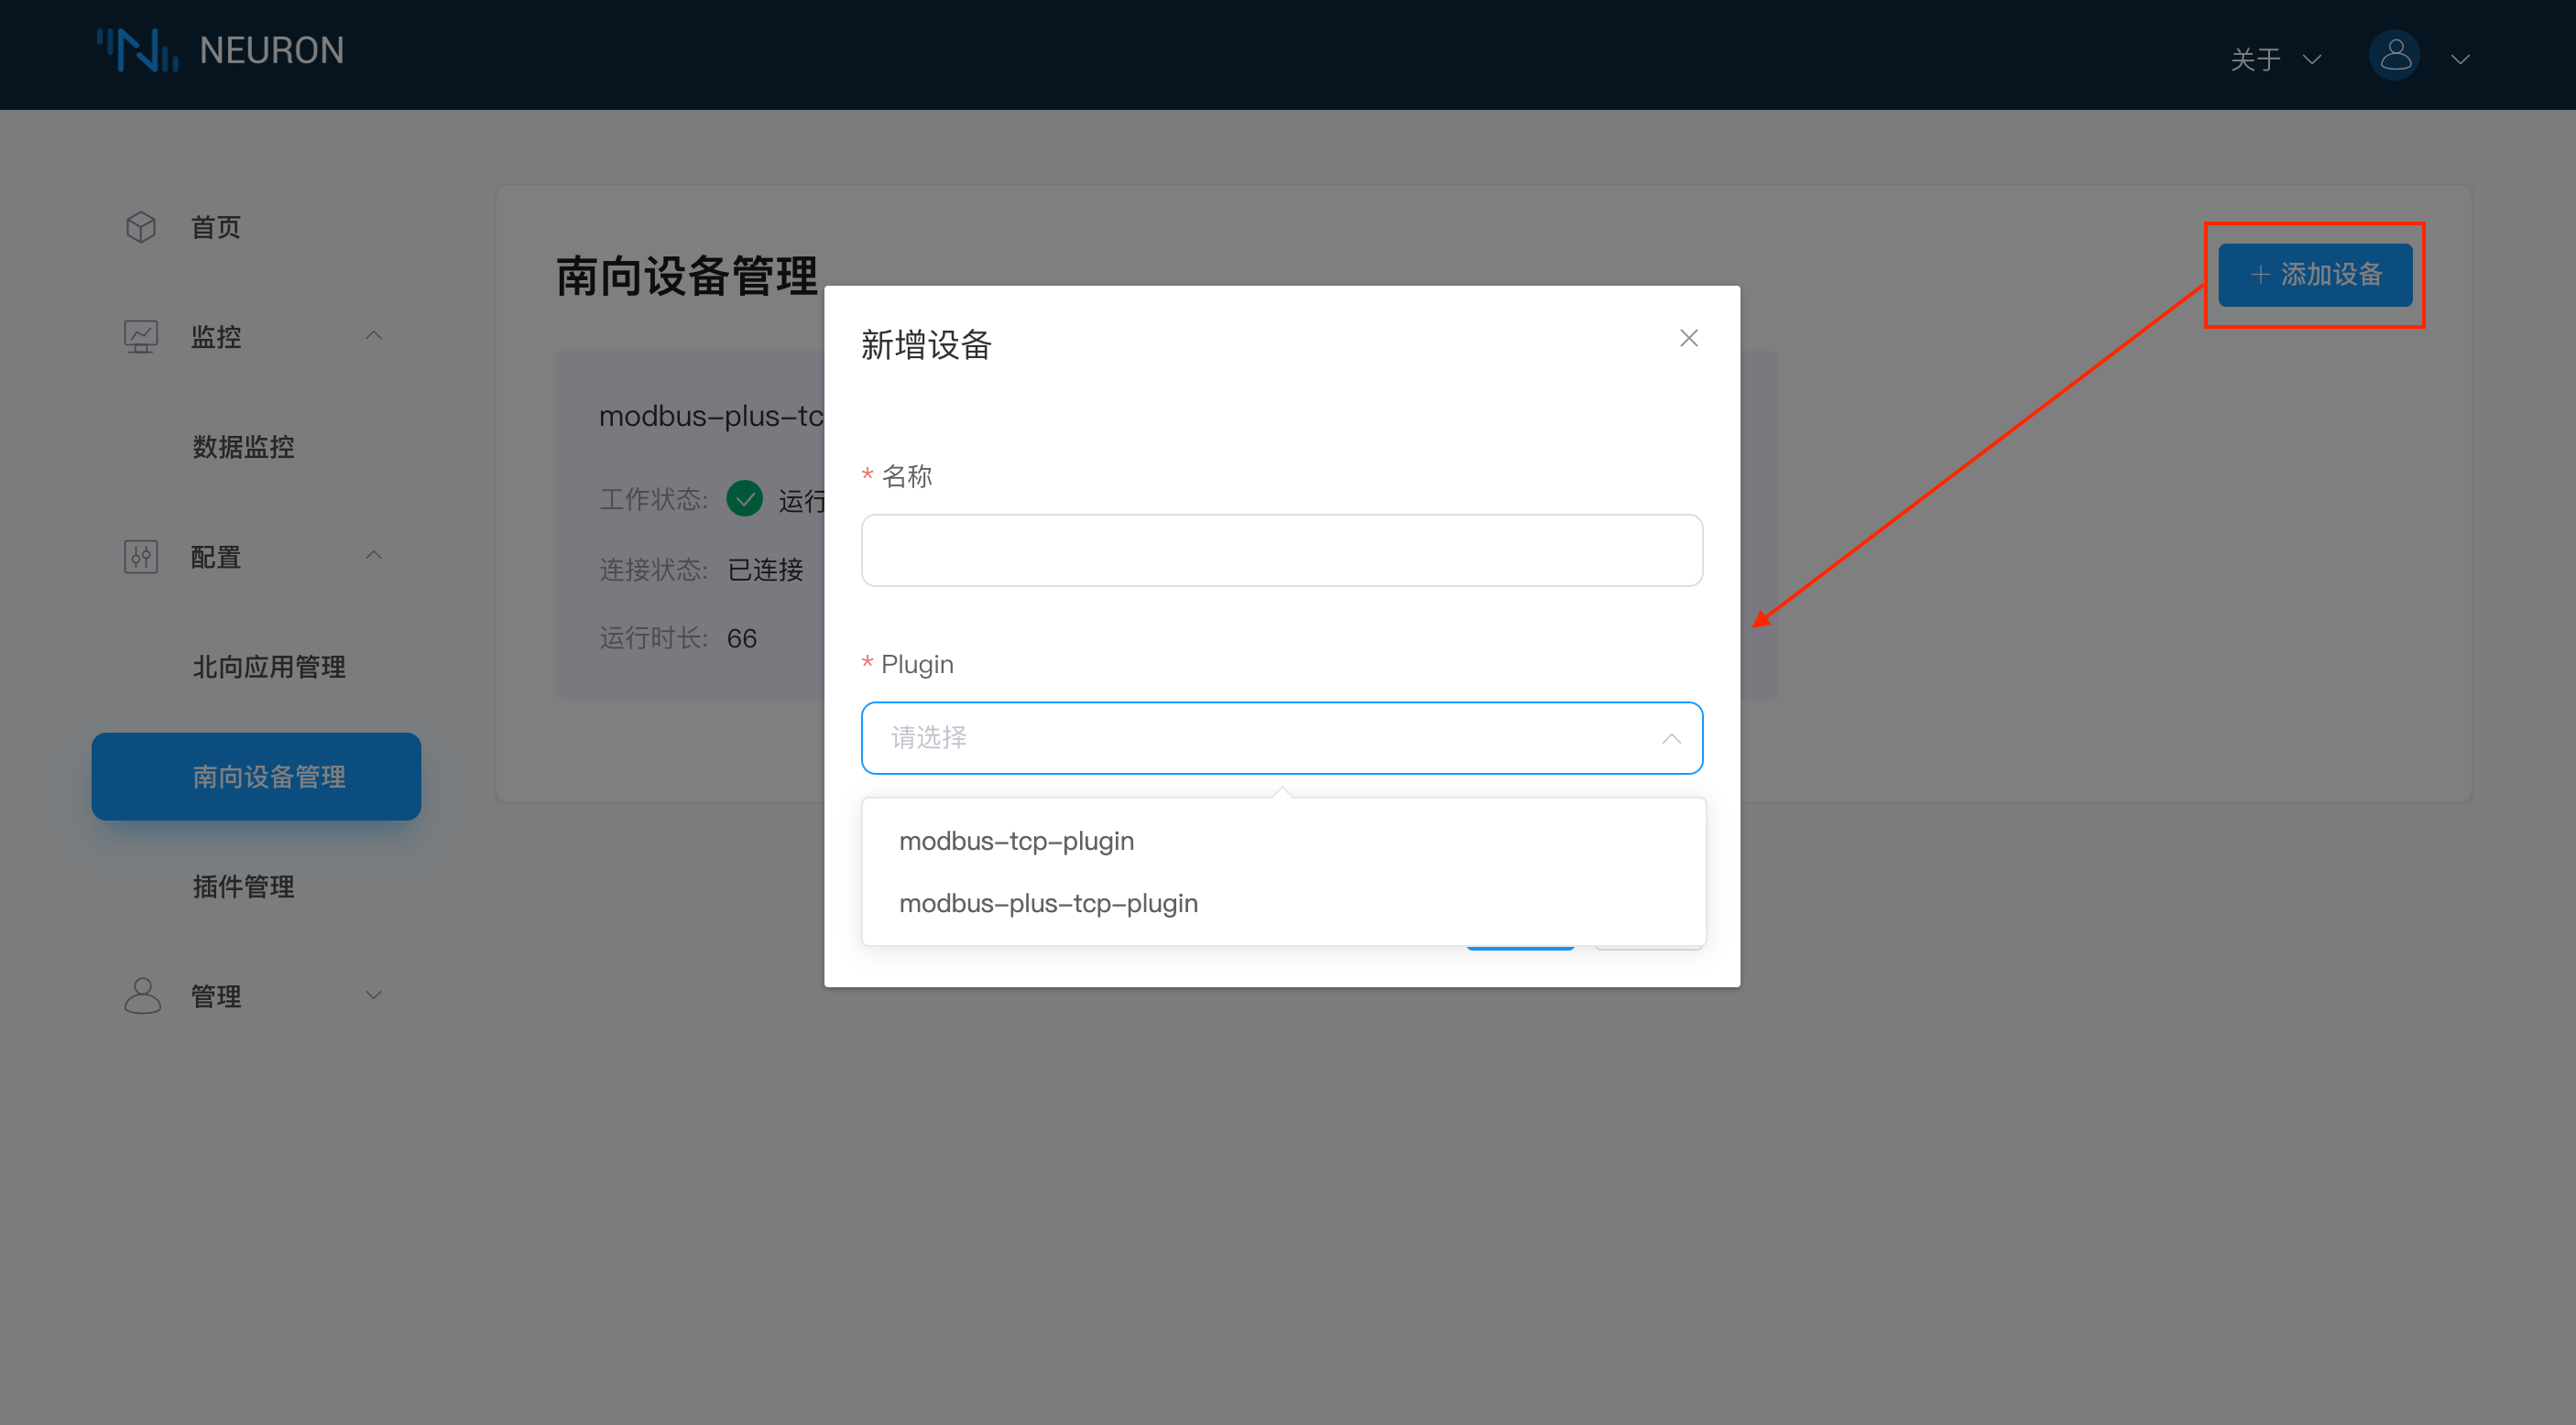 NEURON
关于
首页
监控
数据监控
配置
北向应用管理
南向设备管理
插件管理
管理
南向设备管理
添加设备
modbus-plus-tc
工作状态: 运行
连接状态: 已连接
运行时长: 66
新增设备
* 名称
* Plugin
请选择
modbus-tcp-plugin
modbus-plus-tcp-plugin